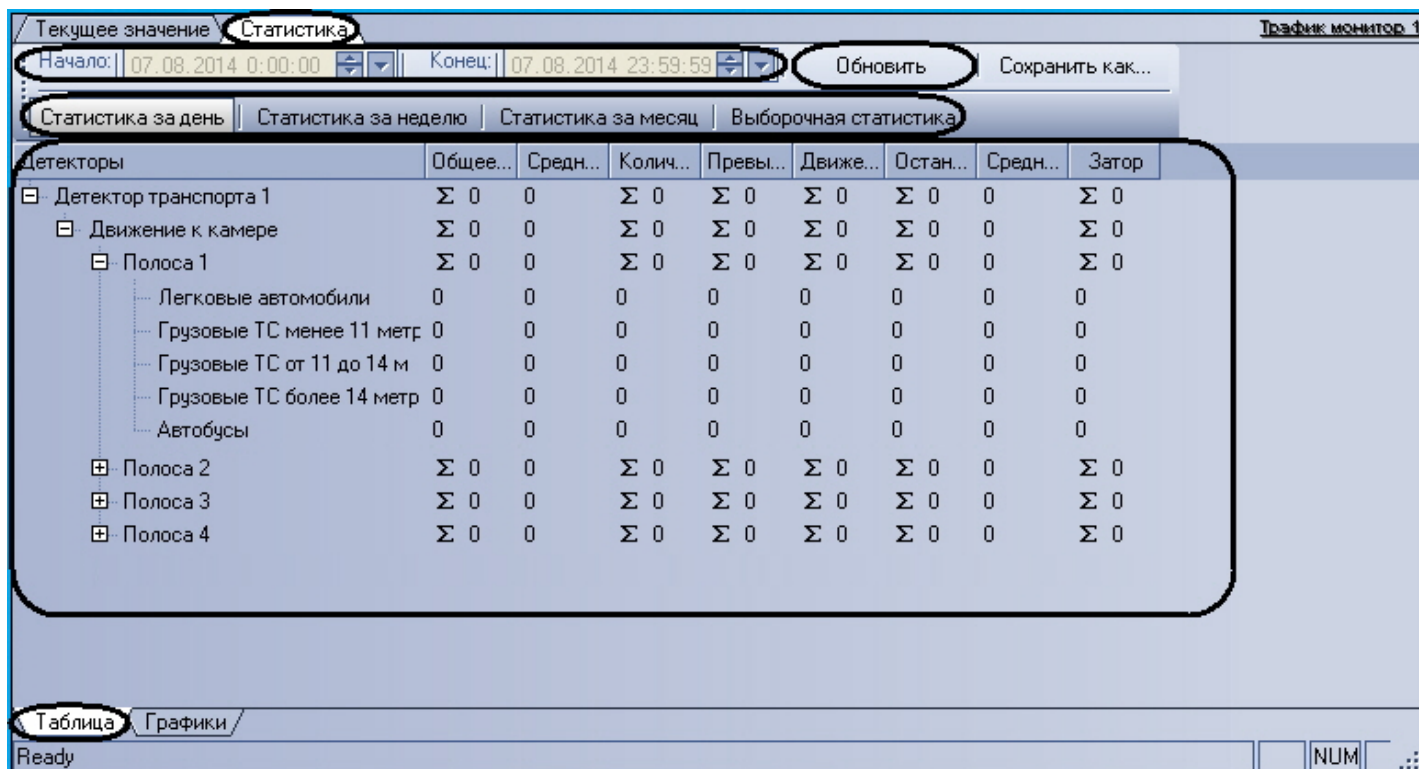 Текущее значение Статистика Трафик монитор 1
Начало: 07.08.2014 0:00:00 Конец: 07.08.2014 23:59:59 Обновить Сохранить как...
Статистика за день Статистика за неделю Статистика за месяц Выборочная статистика
Детекторы Общее... Средн... Колич... Превы... Движе... Остан... Средн... Затор
Детектор транспорта 1 Σ 0 0 Σ 0 Σ 0 Σ 0 Σ 0 0 Σ 0
Движение к камере Σ 0 0 Σ 0 Σ 0 Σ 0 Σ 0 0 Σ 0
Полоса 1 Σ 0 0 Σ 0 Σ 0 Σ 0 Σ 0 0 Σ 0
Легковые автомобили 0 0 0 0 0 0 0 0
Грузовые ТС менее 11 метр 0 0 0 0 0 0 0 0
Грузовые ТС от 11 до 14 м 0 0 0 0 0 0 0 0
Грузовые ТС более 14 метр 0 0 0 0 0 0 0 0
Автобусы 0 0 0 0 0 0 0 0
Полоса 2 Σ 0 0 Σ 0 Σ 0 Σ 0 Σ 0 0 Σ 0
Полоса 3 Σ 0 0 Σ 0 Σ 0 Σ 0 Σ 0 0 Σ 0
Полоса 4 Σ 0 0 Σ 0 Σ 0 Σ 0 Σ 0 0 Σ 0
Таблица Графики
Ready NUM